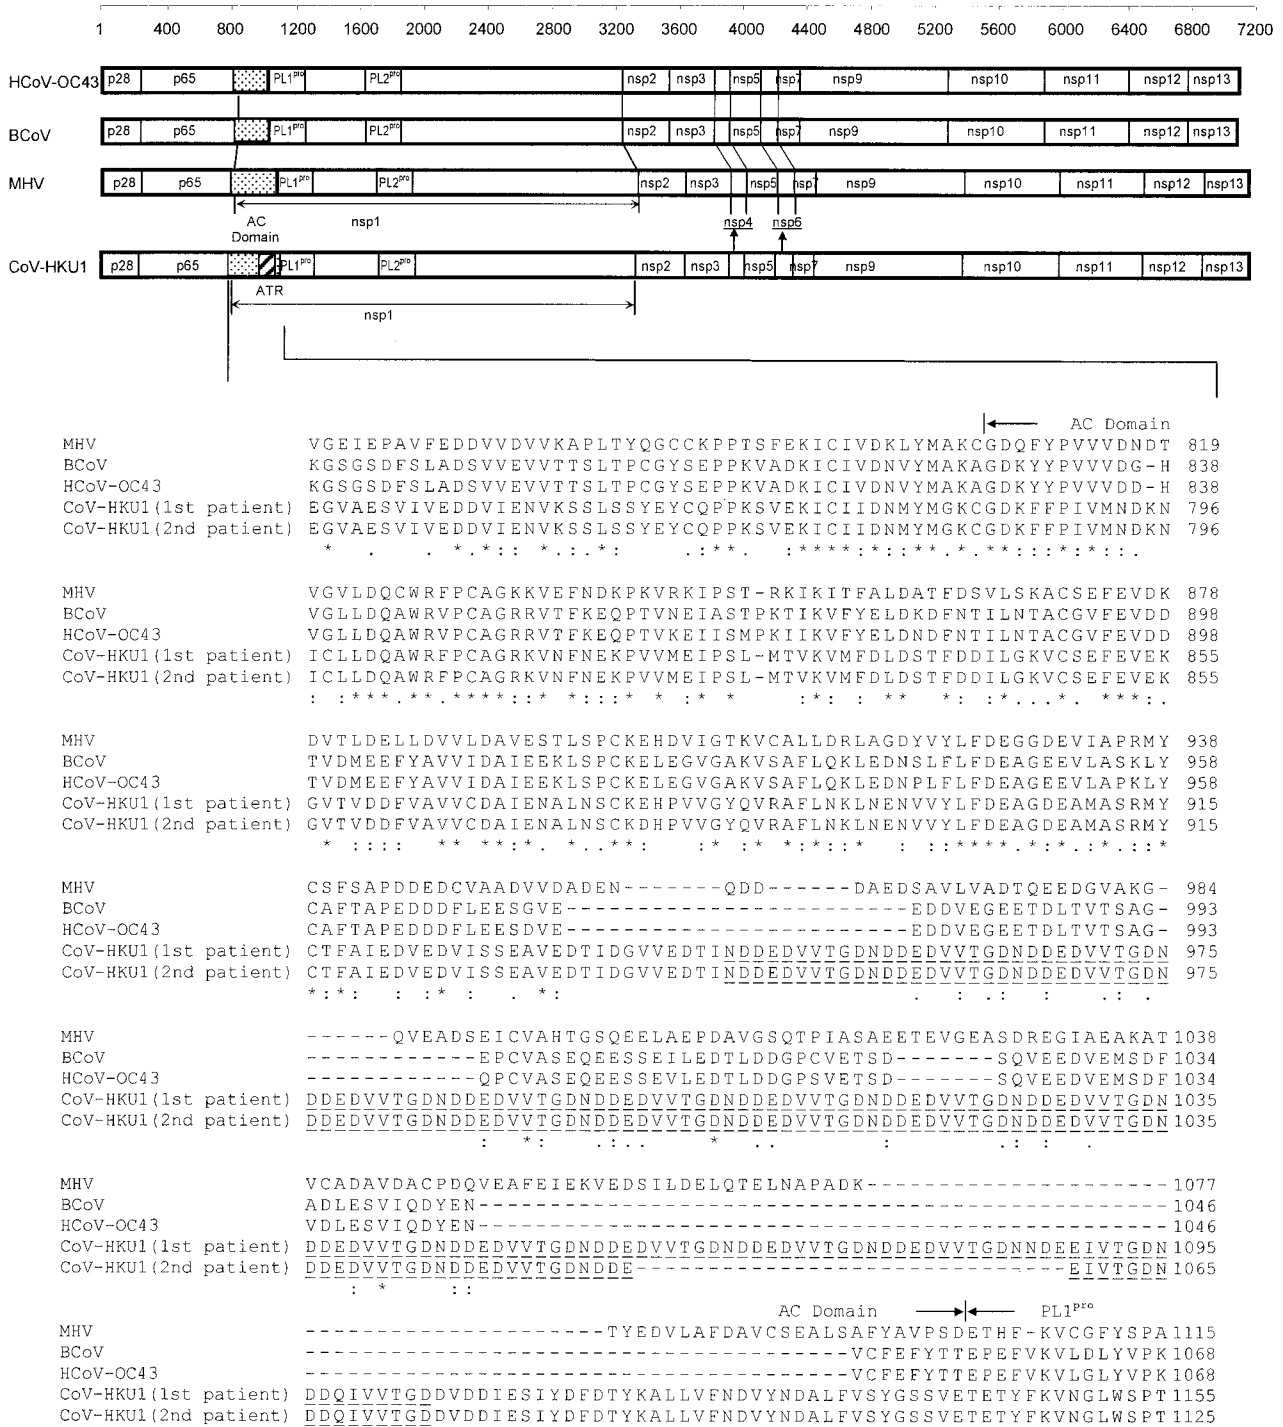 1 400 800 1200 1600 2000 2400 2800 3200 3600 4000 4400 4800 5200 5600 6000 6400 6800 7200
HCoV-OC43 p28 p65 PL1pro PL2pro nsp2 nsp3 nsp5 nsp7 nsp9 nsp10 nsp11 nsp12 nsp13
BCoV p28 p65 PL1pro PL2pro nsp2 nsp3 nsp5 nsp7 nsp9 nsp10 nsp11 nsp12 nsp13
MHV p28 p65 PL1pro PL2pro nsp2 nsp3 nsp5 nsp7 nsp9 nsp10 nsp11 nsp12 nsp13
AC Domain nsp1 nsp4 nsp6
CoV-HKU1 p28 p65 PL1pro PL2pro nsp2 nsp3 nsp5 nsp7 nsp9 nsp10 nsp11 nsp12 nsp13
ATR
nsp1
AC Domain
MHV VGEIEPAVFEDDVVDVVKAPLTYQGCCKPPTSFEKICIVDKLYMAKCGDQFYPVVVDNDT 819
BCoV KGSGSDFSLADSVVEVVTTSLTPCGYSEPPKVADKICIVDNVYMAKAGDKYYPVVVDG-H 838
HCoV-OC43 KGSGSDFSLADSVVEVVTTSLTPCGYSEPPKVADKICIVDNVYMAKAGDKYYPVVVDD-H 838
CoV-HKU1(1st patient) EGVAESVIVEDDVIENVKSSLSSYEYCQPPKSVEKICIIDNMYMGKCGDKFFPIVMNDKN 796
CoV-HKU1(2nd patient) EGVAESVIVEDDVIENVKSSLSSYEYCQPPKSVEKICIIDNMYMGKCGDKFFPIVMNDKN 796
MHV VGVLDQCWRFPCAGKKVEFNDKPKVRKIPST-RKIKITFALDATFDSVLSKACSEFEVDK 878
BCoV VGLLDQAWRVPCAGRRVTFKEQPTVNEIASTPKTIKVFYELDKDFNTILNTACGVFEVDD 898
HCoV-OC43 VGLLDQAWRVPCAGRRVTFKEQPTVKEIISMPKIIKVFYELDNDFNTILNTACGVFEVDD 898
CoV-HKU1(1st patient) ICLLDQAWRFPCAGRKVNFNEKPVVMEIPSL-MTVKVMFDLDSTFDDILGKVCSEFEVEK 855
CoV-HKU1(2nd patient) ICLLDQAWRFPCAGRKVNFNEKPVVMEIPSL-MTVKVMFDLDSTFDDILGKVCSEFEVEK 855
MHV DVTLDELLDVVLDAVESTLSPCKEHDVIGTKVCALLDRLAGDYVYLFDEGGDEVIAPRMY 938
BCoV TVDMEEFYAVVIDAIEEKLSPCKELEGVGAKVSAFLQKLEDNSLFLFDEAGEEVLASKLY 958
HCoV-OC43 TVDMEEFYAVVIDAIEEKLSPCKELEGVGAKVSAFLQKLEDNPLFLFDEAGEEVLAPKLY 958
CoV-HKU1(1st patient) GVTVDDFVAVVCDAIENALNSCKEHPVVGYQVRAFLNKLNENVVYLFDEAGDEAMASRMY 915
CoV-HKU1(2nd patient) GVTVDDFVAVVCDAIENALNSCKDHPVVGYQVRAFLNKLNENVVYLFDEAGDEAMASRMY 915
MHV CSFSAPDDEDCVAADVVDADEN-------QDD------DAEDSAVLVADTQEEDGVAKG- 984
BCoV CAFTAPEDDDFLEESGVE------------------------EDDVEGEETDLTVTSAG- 993
HCoV-OC43 CAFTAPEDDDFLEESDVE------------------------EDDVEGEETDLTVTSAG- 993
CoV-HKU1(1st patient) CTFAIEDVEDVISSEAVEDTIDGVVEDTINDDEDVVTGDNDDEDVVTGDNDDEDVVTGDN 975
CoV-HKU1(2nd patient) CTFAIEDVEDVISSEAVEDTIDGVVEDTINDDEDVVTGDNDDEDVVTGDNDDEDVVTGDN 975
MHV ------QVEADSEICVAHTGSQEELAEPDAVGSQTPIASAEETEVGEASDREGIAEAKAT 1038
BCoV ------------EPCVASEQEESSEILEDTLDDGPCVETSD-------SQVEEDVEMSDF 1034
HCoV-OC43 ------------QPCVASEQEESSEVLEDTLDDGPSVETSD-------SQVEEDVEMSDF 1034
CoV-HKU1(1st patient) DDEDVVTGDNDDEDVVTGDNDDEDVVTGDNDDEDVVTGDNDDEDVVTGDNDDEDVVTGDN 1035
CoV-HKU1(2nd patient) DDEDVVTGDNDDEDVVTGDNDDEDVVTGDNDDEDVVTGDNDDEDVVTGDNDDEDVVTGDN 1035
MHV VCADAVDACPDQVEAFEIEKVEDSILDELQTELNAPADK--------------------- 1077
BCoV ADLESVIQDYEN------------------------------------------------ 1046
HCoV-OC43 VDLESVIQDYEN------------------------------------------------ 1046
CoV-HKU1(1st patient) DDEDVVTGDNDDEDVVTGDNDDEDVVTGDNDDEDVVTGDNDDEDVVTGDNNDEEIVTGDN 1095
CoV-HKU1(2nd patient) DDEDVVTGDNDDEDVVTGDNDDE------------------------------EIVTGDN 1065
AC Domain PL1pro
MHV ---------------------TYEDVLAFDAVCSEALSAFYAVPSDETHF-KVCGFYSPA 1115
BCoV --------------------------------------VCFEFYTTEPEFVKVLDLYVPK 1068
HCoV-OC43 --------------------------------------VCFEFYTTEPEFVKVLGLYVPK 1068
CoV-HKU1(1st patient) DDQIVVTGDDVDDIESIYDFDTYKALLVFNDVYNDALFVSYGSSVETETYFKVNGLWSPT 1155
CoV-HKU1(2nd patient) DDQIVVTGDDVDDIESIYDFDTYKALLVFNDVYNDALFVSYGSSVETETYFKVNGLWSPT 1125